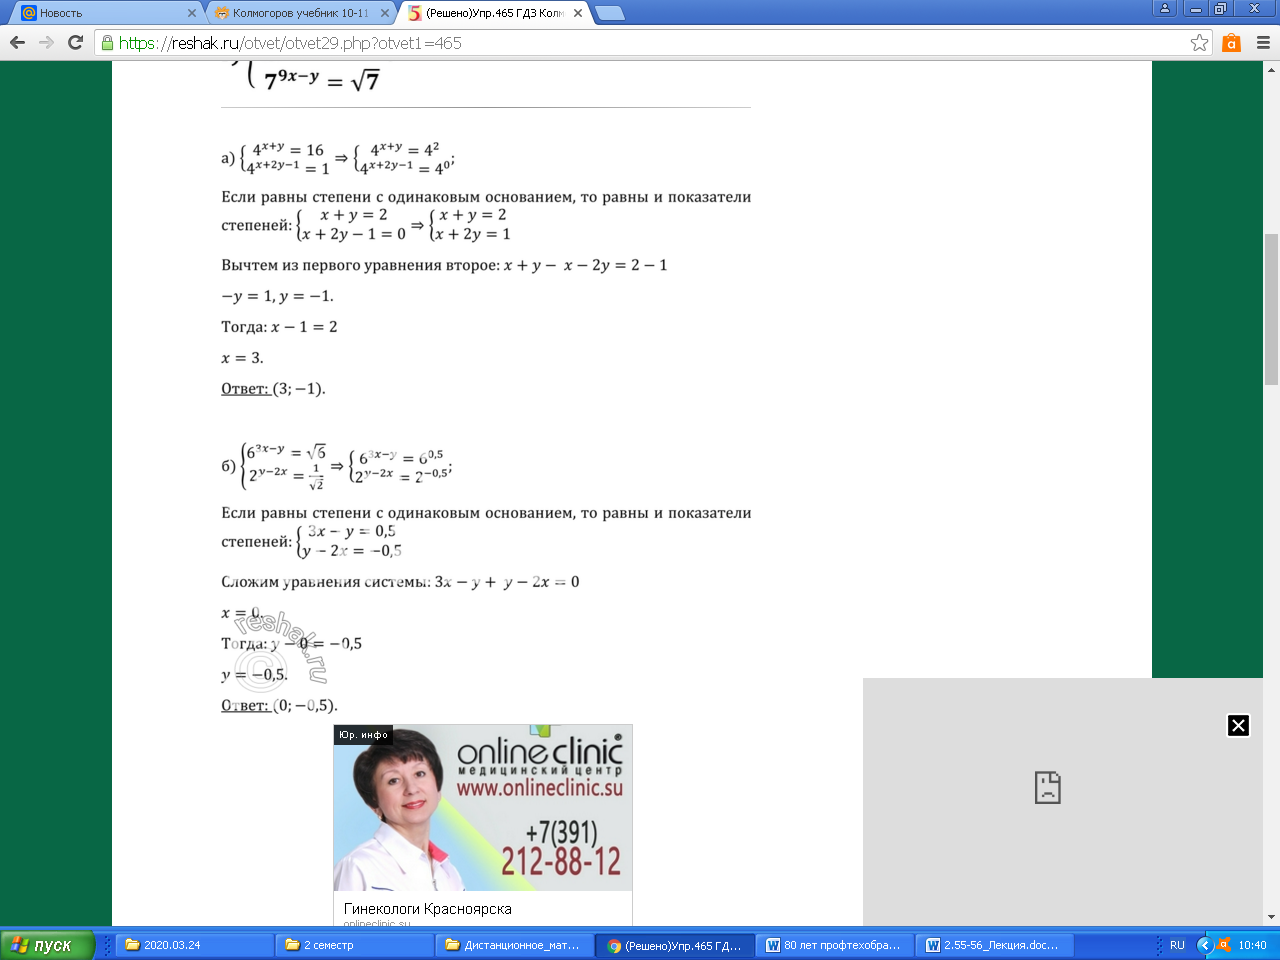 Новость
Колмогоров учебник 10-11
(Решено)Упр.465 ГДЗ Колм
https://reshak.ru/otvet/otvet29.php?otvet1=465
7^{9x−y} = √7
а) {4^{x+y} = 16 ⇒ {4^{x+y} = 4^2
4^{x+2y−1} = 1 4^{x+2y−1} = 4^0;
Если равны степени с одинаковым основанием, то равны и показатели
степеней: {x + y = 2 ⇒ {x + y = 2
x + 2y − 1 = 0 x + 2y = 1
Вычтем из первого уравнения второе: x + y − x − 2y = 2 − 1
−y = 1, y = −1.
Тогда: x − 1 = 2
x = 3.
Ответ: (3; −1).
б) {6^{3x−y} = √6 ⇒ {6^{3x−y} = 6^{0,5}
2^{y−2x} = 1/√2 2^{y−2x} = 2^{−0,5};
Если равны степени с одинаковым основанием, то равны и показатели
степеней: {3x − y = 0,5
y − 2x = −0,5
Сложим уравнения системы: 3x − y + y − 2x = 0
x = 0.
Тогда: y − 0 = −0,5
y = −0,5.
Ответ: (0; −0,5).
© reshak.ru
Юр. инфо
onlineclinic®
МЕДИЦИНСКИЙ ЦЕНТР
www.onlineclinic.su
+7(391)
212-88-12
Гинекологи Красноярска
onlineclinic.su
пуск
2020.03.24
2 семестр
Дистанционное_мат...
(Решено)Упр.465 ГД...
80 лет профтехобра...
2.55-56_Лекция.doc...
RU
10:40